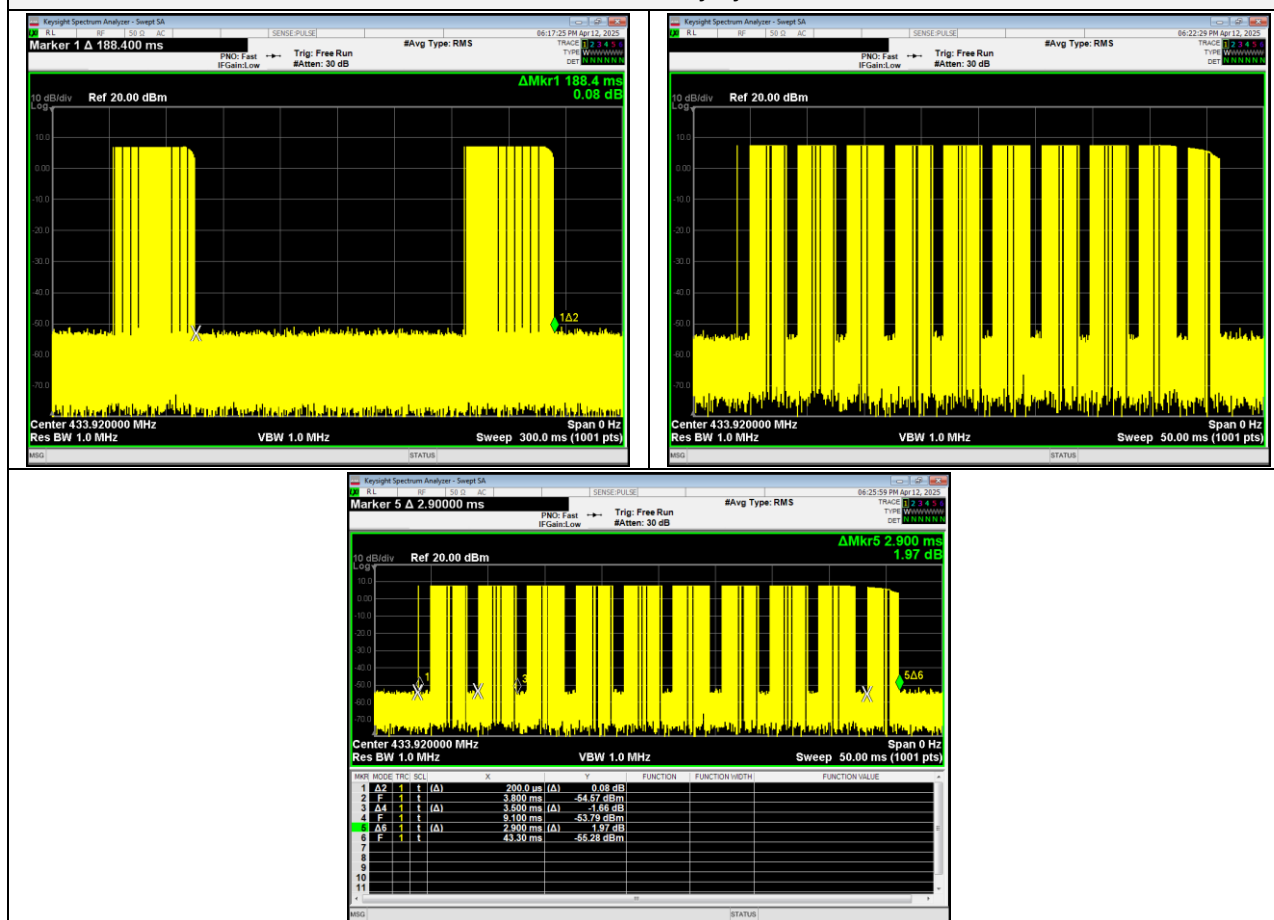 Keysight Spectrum Analyzer - Swept SA
RL RF 50 Ω AC SENSE:PULSE 06:17:25 PM Apr 12, 2025
Marker 1 Δ 188.400 ms #Avg Type: RMS TRACE 1 2 3 4 5 6
PNO: Fast Trig: Free Run TYPE WWWWWW
IFGain:Low #Atten: 30 dB DET N N N N N N
ΔMkr1 188.4 ms
10 dB/div Ref 20.00 dBm 0.08 dB
Log
10.0
0.00
-10.0
-20.0
-30.0
-40.0
-50.0
1Δ2
-60.0
-70.0
Center 433.920000 MHz Span 0 Hz
Res BW 1.0 MHz VBW 1.0 MHz Sweep 300.0 ms (1001 pts)
MSG STATUS
Keysight Spectrum Analyzer - Swept SA
RL RF 50 Ω AC SENSE:PULSE 06:22:29 PM Apr 12, 2025
#Avg Type: RMS TRACE 1 2 3 4 5 6
PNO: Fast Trig: Free Run TYPE WWWWWW
IFGain:Low #Atten: 30 dB DET N N N N N N
10 dB/div Ref 20.00 dBm
Log
10.0
0.00
-10.0
-20.0
-30.0
-40.0
-50.0
-60.0
-70.0
Center 433.920000 MHz Span 0 Hz
Res BW 1.0 MHz VBW 1.0 MHz Sweep 50.00 ms (1001 pts)
MSG STATUS
Keysight Spectrum Analyzer - Swept SA
RL RF 50 Ω AC SENSE:PULSE 06:25:59 PM Apr 12, 2025
Marker 5 Δ 2.90000 ms #Avg Type: RMS TRACE 1 2 3 4 5 6
PNO: Fast Trig: Free Run TYPE WWWWWW
IFGain:Low #Atten: 30 dB DET N N N N N N
ΔMkr5 2.900 ms
10 dB/div Ref 20.00 dBm 1.97 dB
Log
10.0
0.00
-10.0
-20.0
-30.0
-40.0
-50.0
5Δ6
-60.0
-70.0
Center 433.920000 MHz Span 0 Hz
Res BW 1.0 MHz VBW 1.0 MHz Sweep 50.00 ms (1001 pts)
MKR MODE TRC SCL X Y FUNCTION FUNCTION WIDTH FUNCTION VALUE
1 Δ2 1 t (Δ) 200.0 µs (Δ) 0.08 dB
2 F 1 t 3.800 ms -54.57 dBm
3 Δ4 1 t (Δ) 3.500 ms (Δ) -1.66 dB
4 F 1 t 9.100 ms -53.79 dBm
5 Δ6 1 t (Δ) 2.900 ms (Δ) 1.97 dB
6 F 1 t 43.30 ms -55.28 dBm
7
8
9
10
11
MSG STATUS